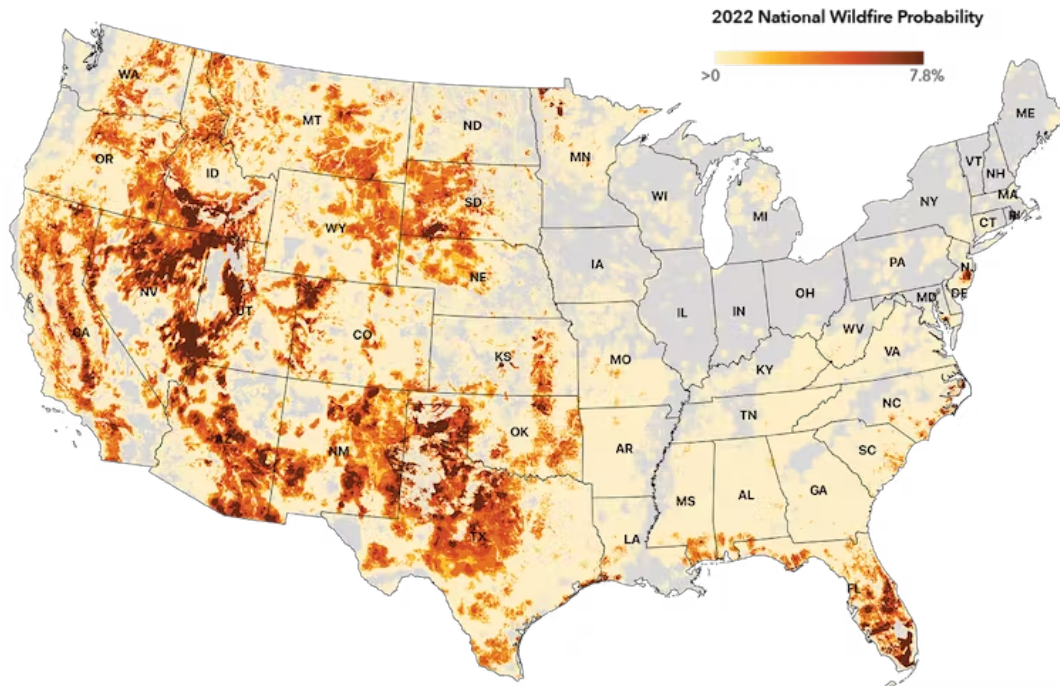 2022 National Wildfire Probability
>0 7.8%
WA
ME
MT
ND
VT
NH
OR
MN
ID
MA
WI
NY
SD
MI
CT
RI
WY
IA
PA
NJ
NE
OH
DE
NV
IL
IN
MD
UT
CA
CO
WV
KS
MO
VA
KY
NC
TN
OK
AZ
NM
AR
SC
MS
AL
GA
TX
LA
FL